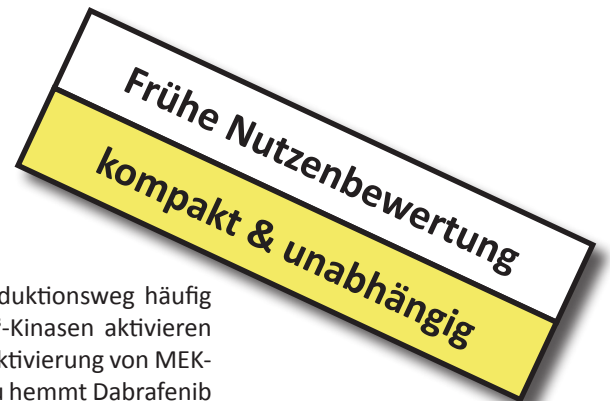 Frühe Nutzenbewertung
kompakt & unabhängig
duktionsweg häufig
-Kinasen aktivieren
ktivierung von MEK-
hemmt Dabrafenib